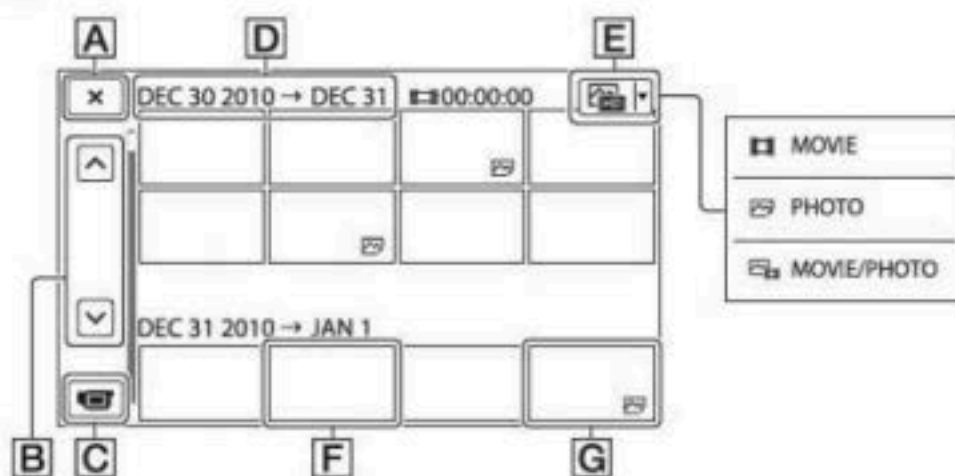 A D E
× DEC 30 2010 → DEC 31 00:00:00
MOVIE
PHOTO
MOVIE/PHOTO
DEC 31 2010 → JAN 1
B C F G